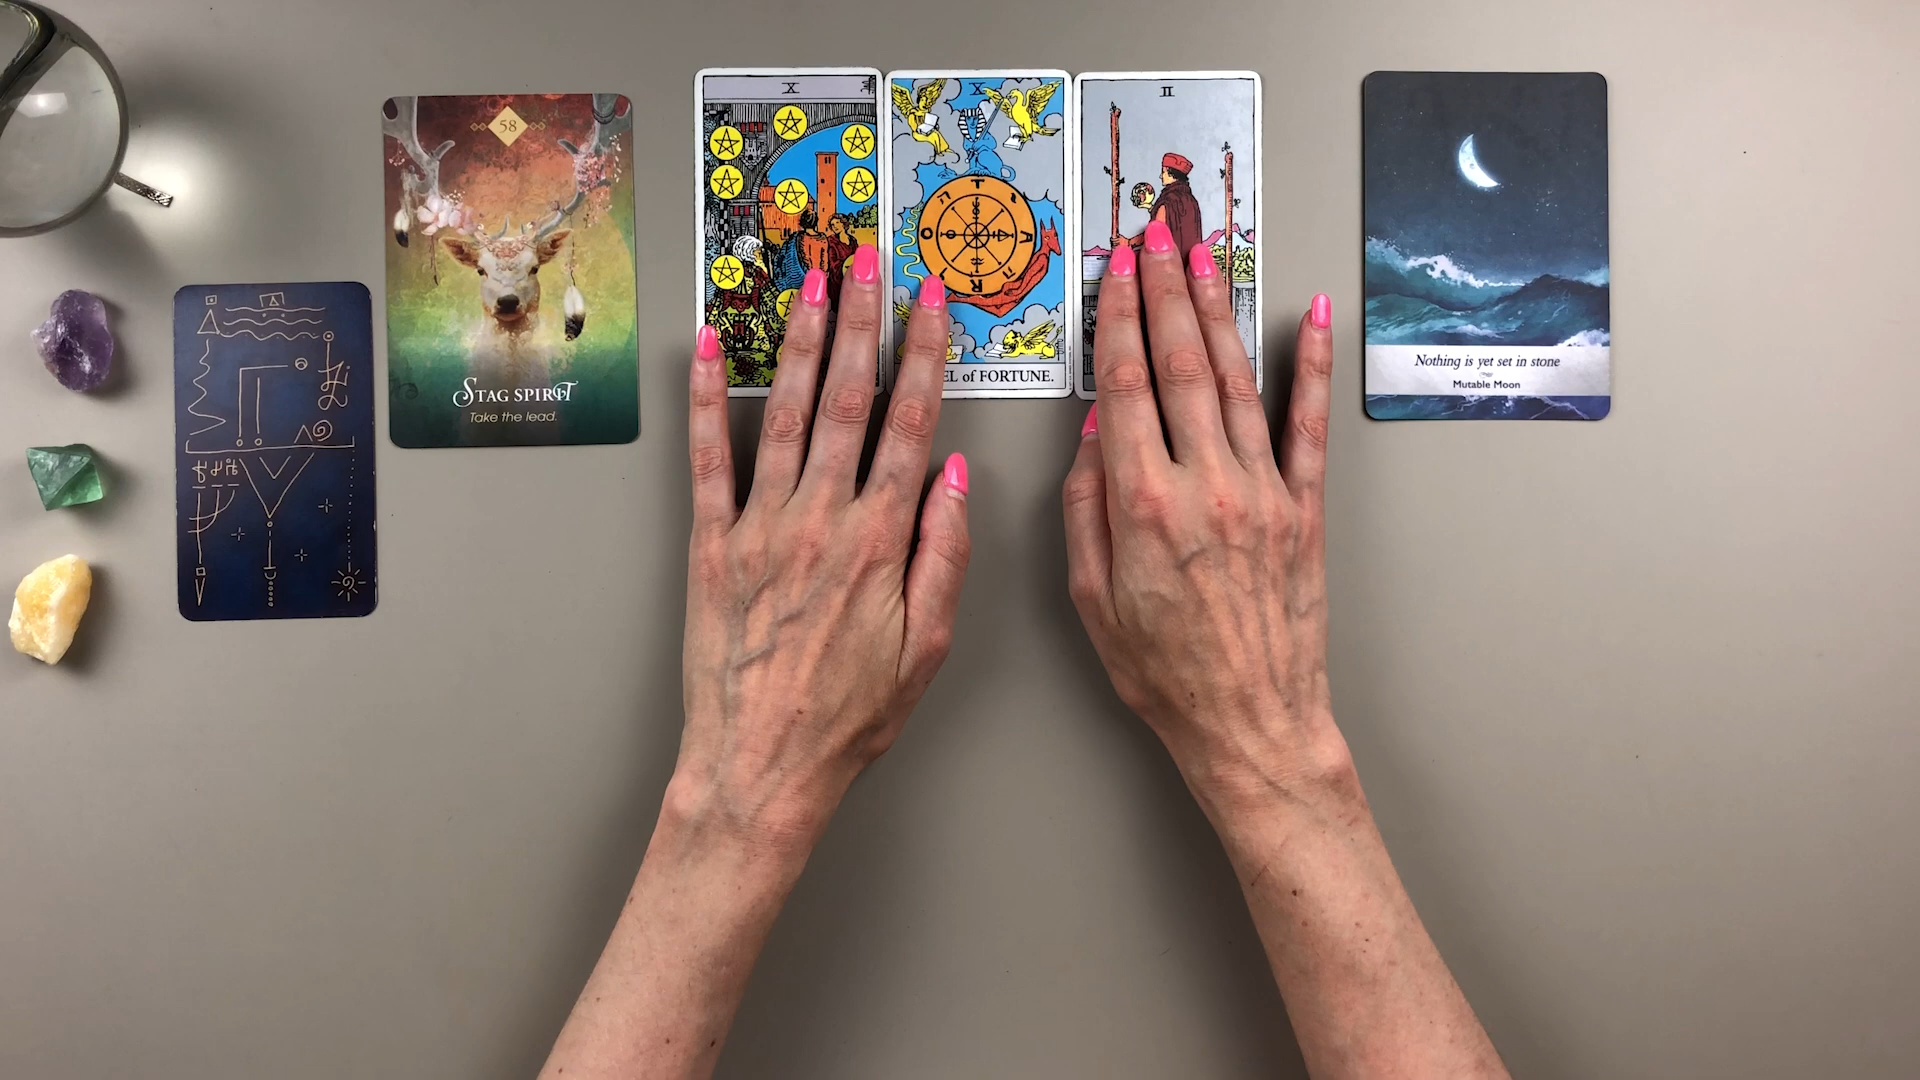 58
STAG SPIRIT
Take the lead.
X
X
T
A
R
O
EL of FORTUNE.
II
Nothing is yet set in stone
Mutable Moon